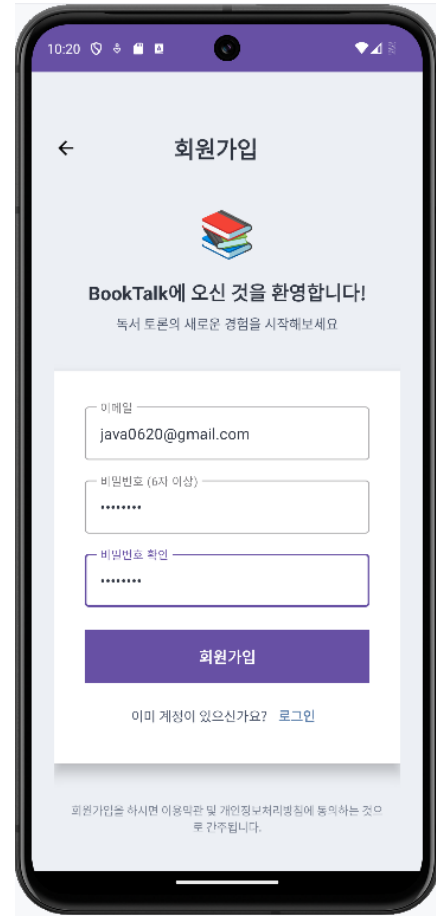 10:20
회원가입
BookTalk에 오신 것을 환영합니다!
독서 토론의 새로운 경험을 시작해보세요
이메일
java0620@gmail.com
비밀번호 (6자 이상)
••••••••
비밀번호 확인
••••••••
회원가입
이미 계정이 있으신가요? 로그인
회원가입을 하시면 이용약관 및 개인정보처리방침에 동의하는 것으
로 간주됩니다.